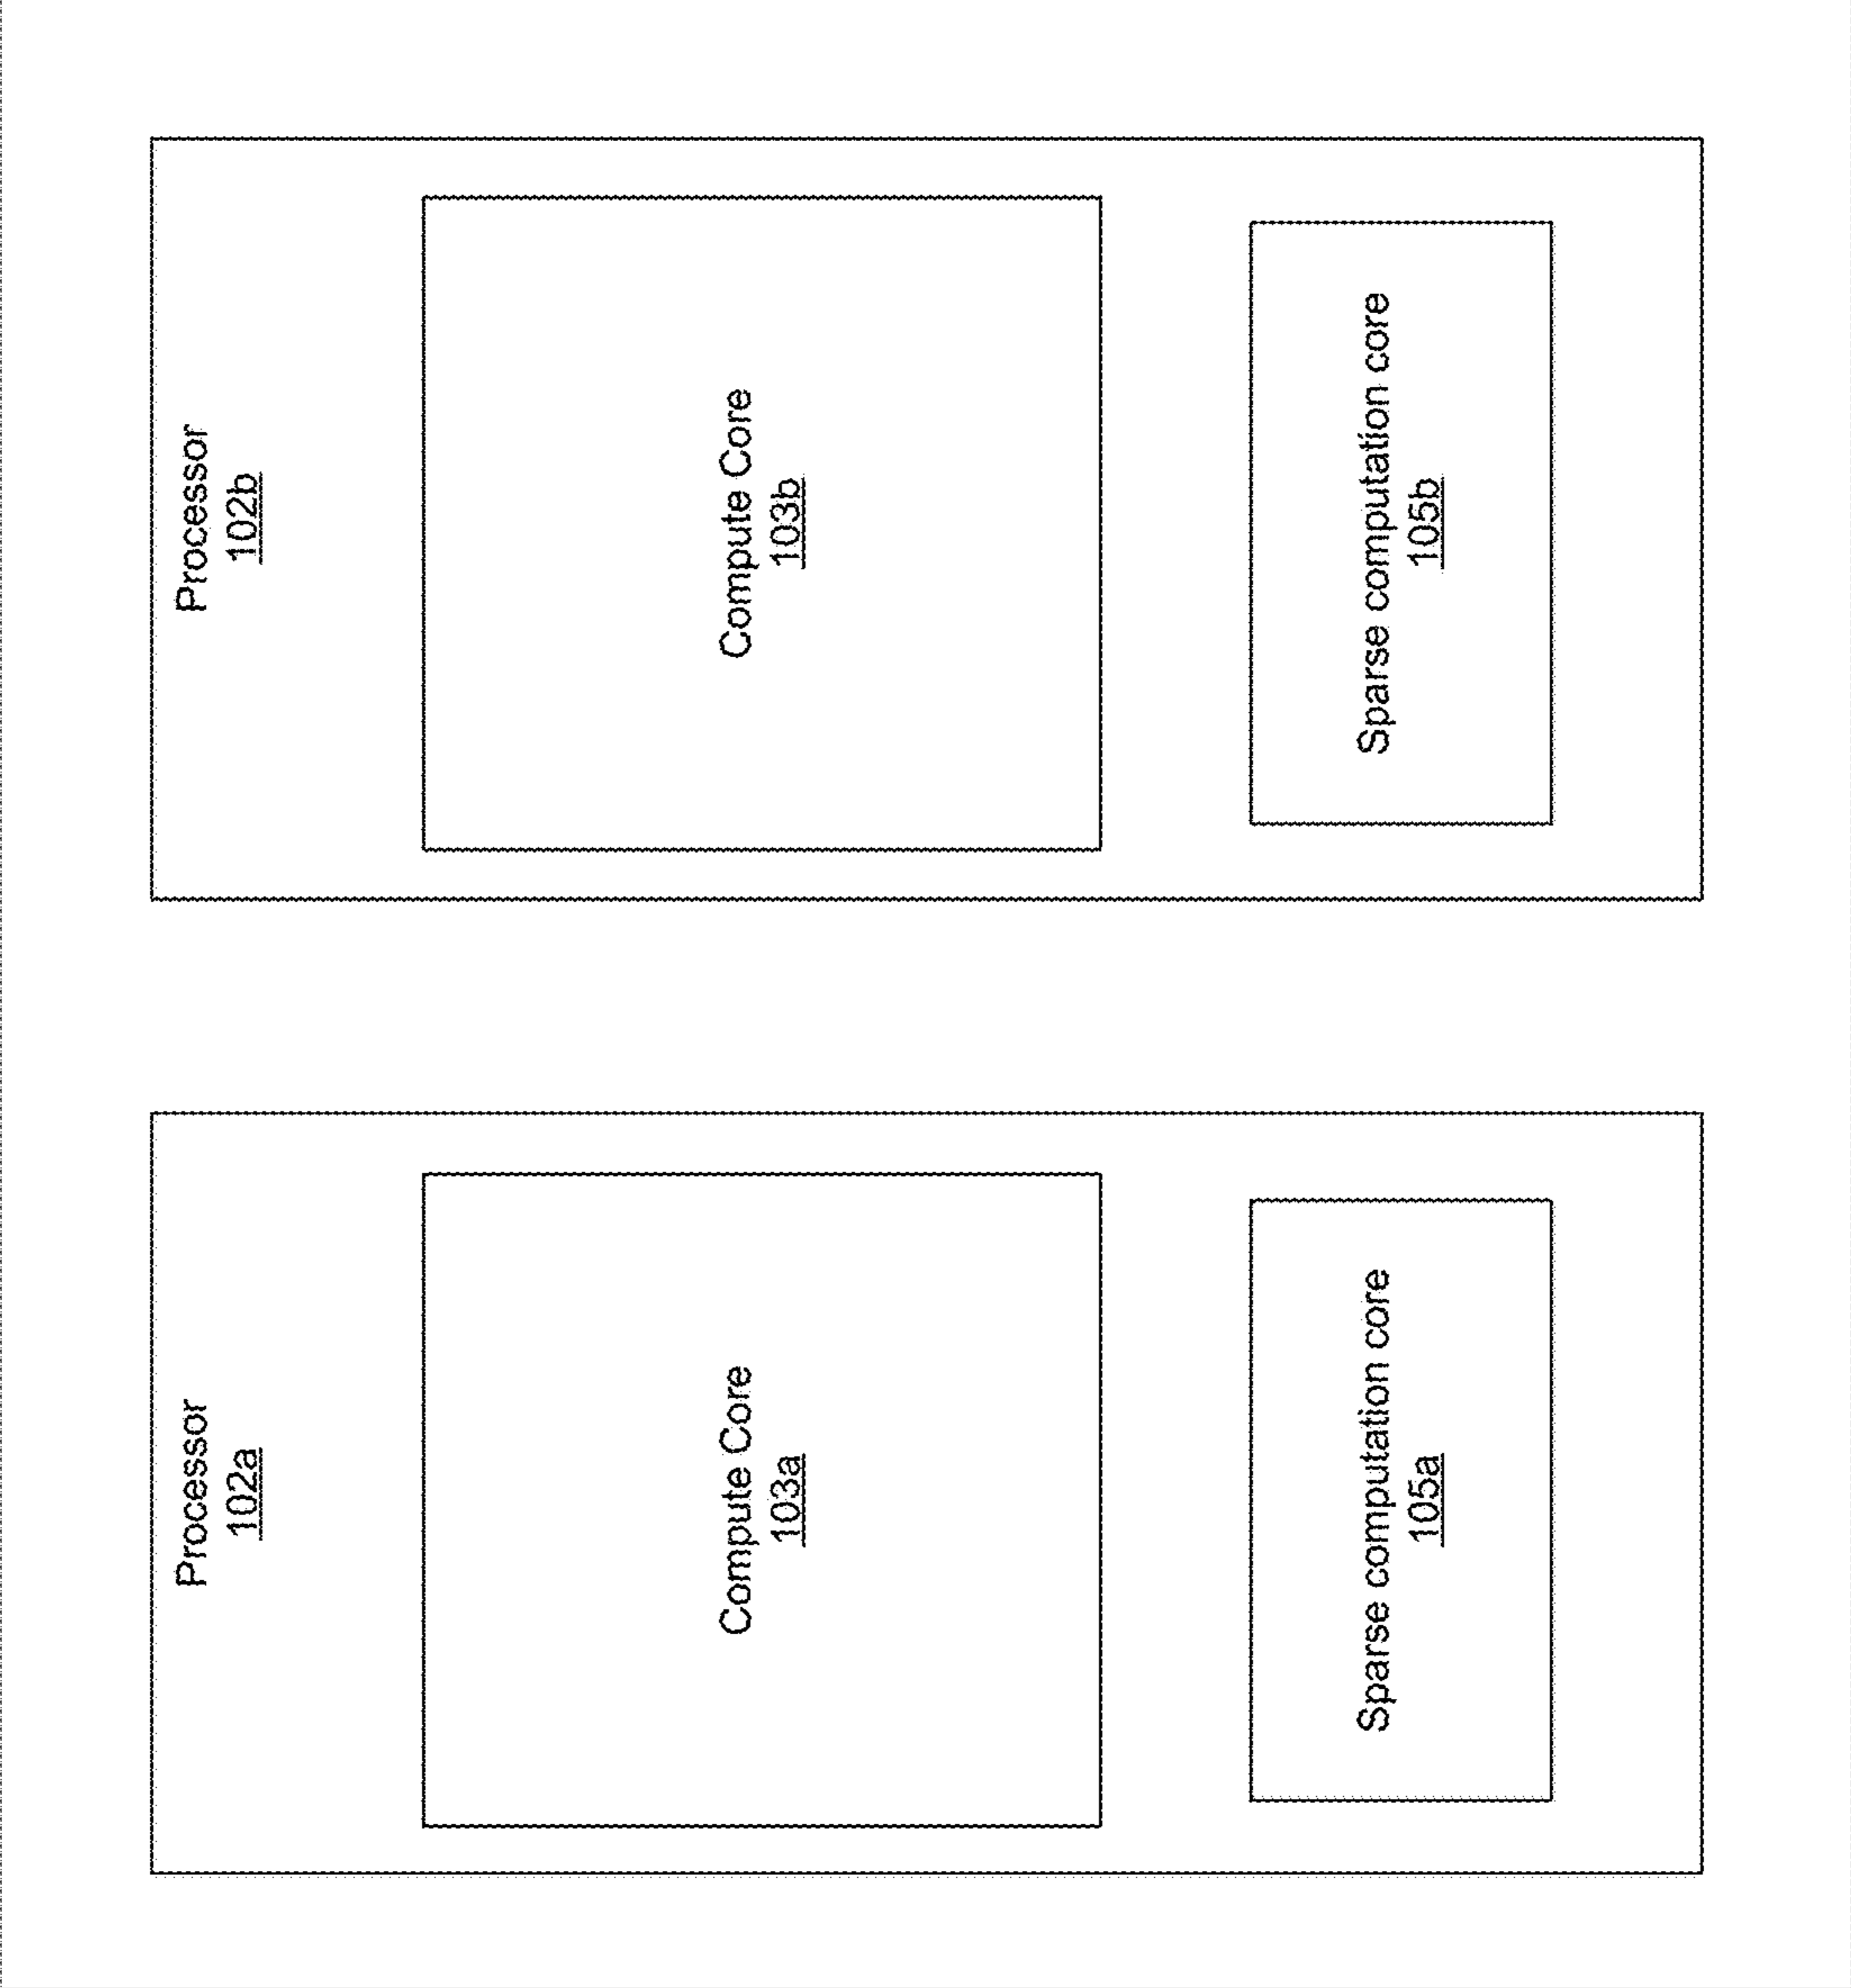 Processor
102a
Compute Core
103a
Sparse computation core
105a
Processor
102b
Compute Core
103b
Sparse computation core
105b